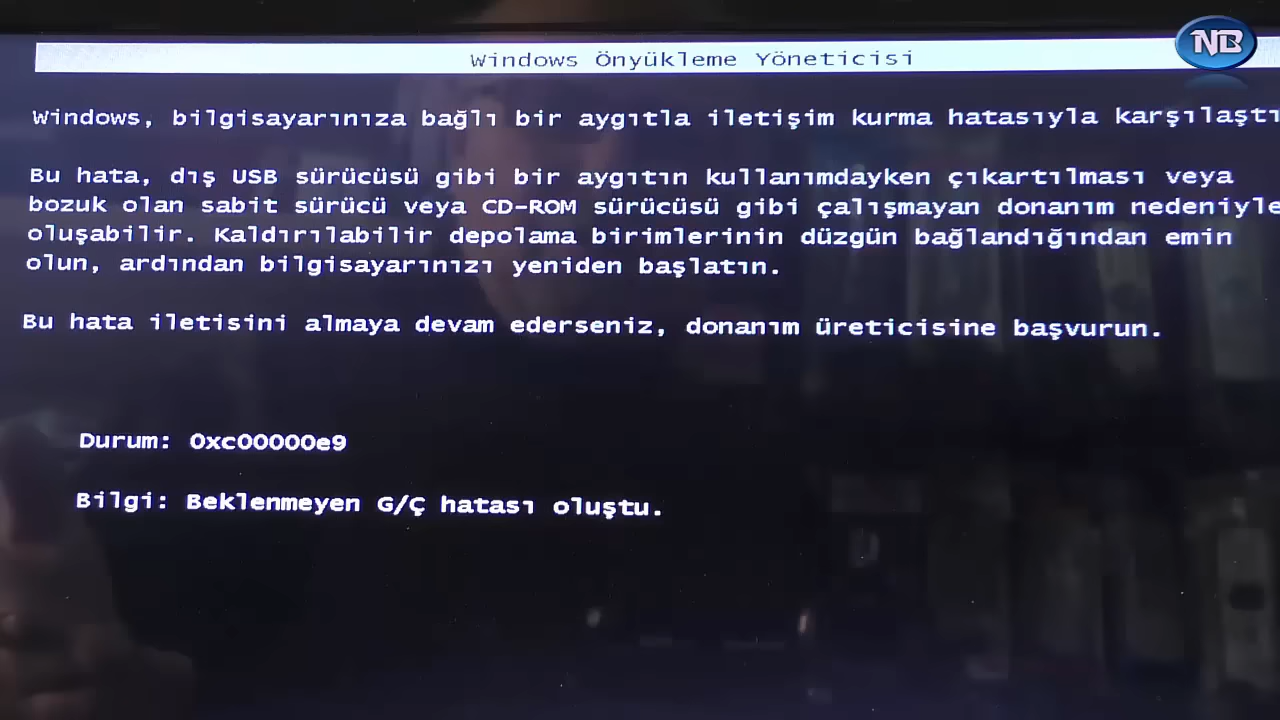 NB
Windows Önyükleme Yöneticisi
Windows, bilgisayarınıza bağlı bir aygıtla iletişim kurma hatasıyla karşılaştı
Bu hata, dış USB sürücüsü gibi bir aygıtın kullanımdayken çıkartılması veya
bozuk olan sabit sürücü veya CD-ROM sürücüsü gibi çalışmayan donanım nedeniyle
oluşabilir. Kaldırılabilir depolama birimlerinin düzgün bağlandığından emin
olun, ardından bilgisayarınızı yeniden başlatın.
Bu hata iletisini almaya devam ederseniz, donanım üreticisine başvurun.
Durum: 0xc00000e9
Bilgi: Beklenmeyen G/Ç hatası oluştu.